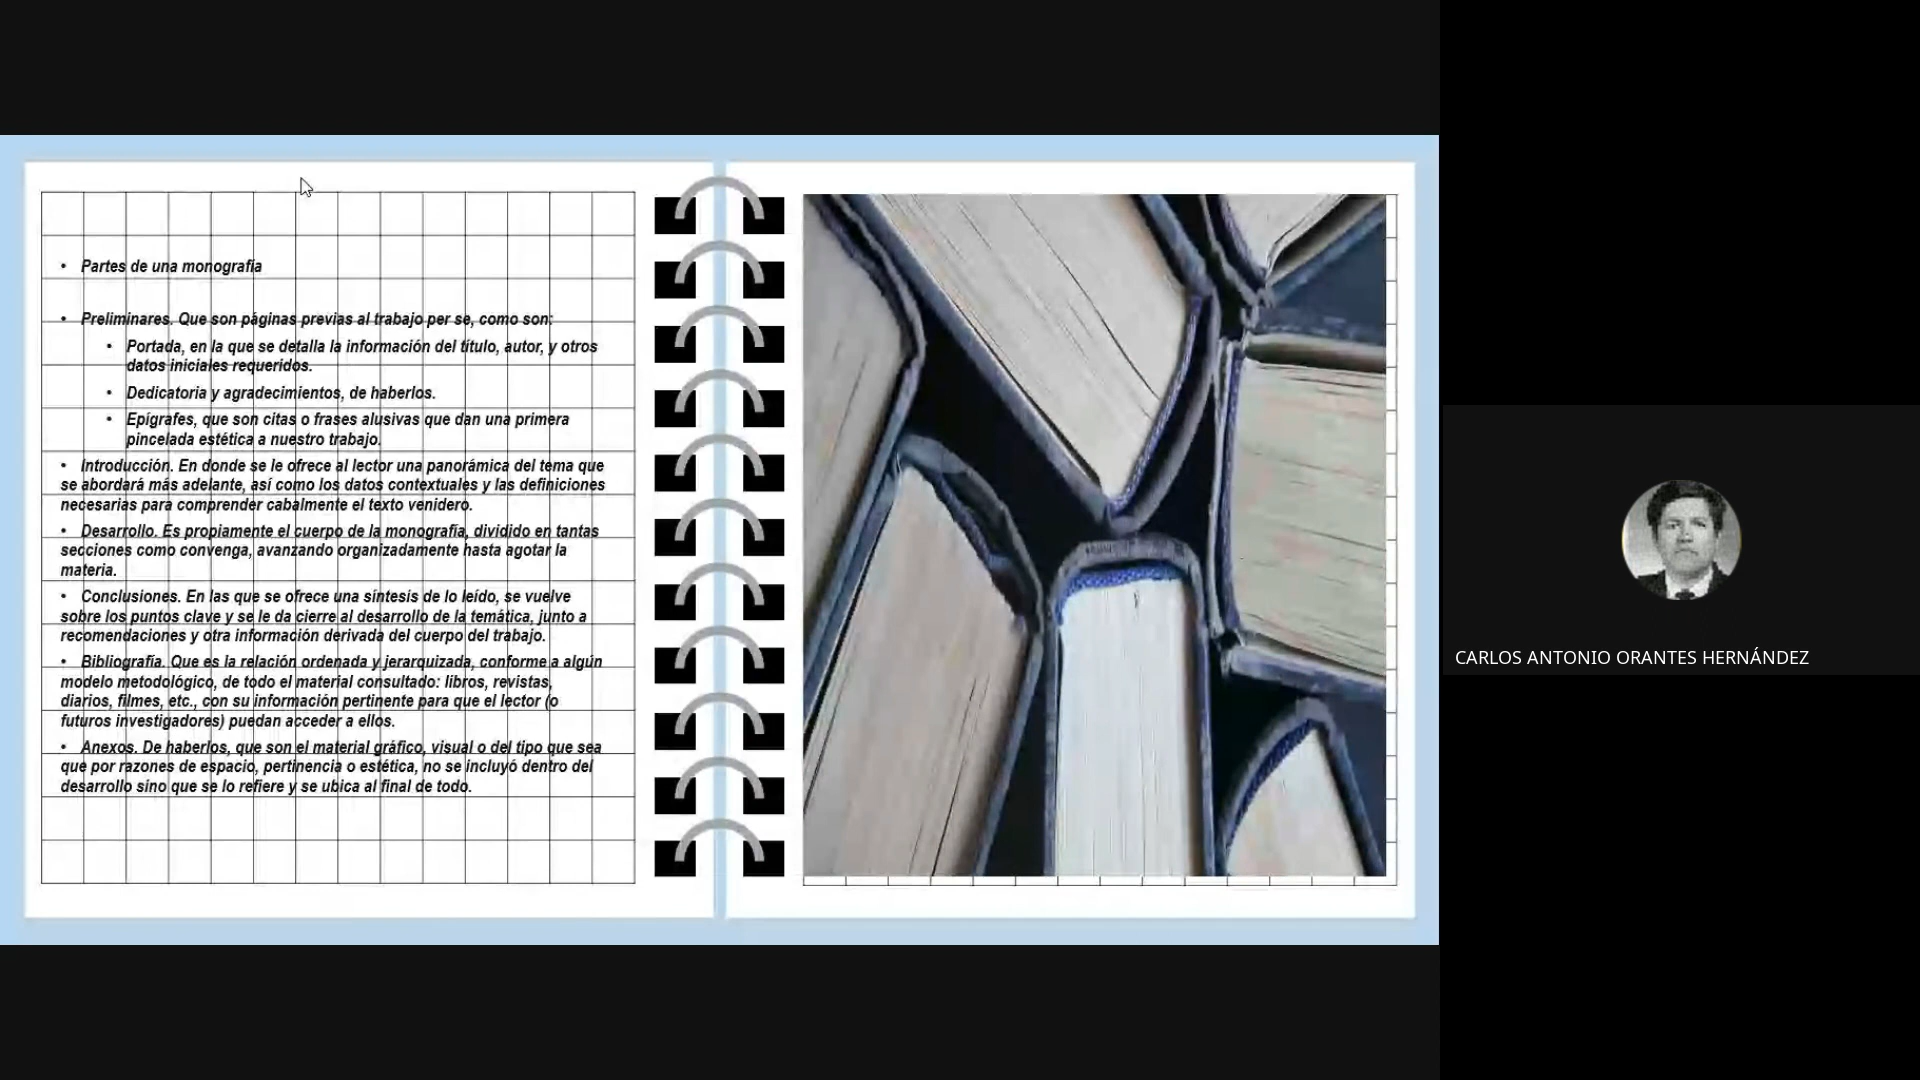 • Partes de una monografía
• Preliminares. Que son páginas previas al trabajo per se, como son:
• Portada, en la que se detalla la información del título, autor, y otros
datos iniciales requeridos.
• Dedicatoria y agradecimientos, de haberlos.
• Epígrafes, que son citas o frases alusivas que dan una primera
pincelada estética a nuestro trabajo.
• Introducción. En donde se le ofrece al lector una panorámica del tema que
se abordará más adelante, así como los datos contextuales y las definiciones
necesarias para comprender cabalmente el texto venidero.
• Desarrollo. Es propiamente el cuerpo de la monografía, dividido en tantas
secciones como convenga, avanzando organizadamente hasta agotar la
materia.
• Conclusiones. En las que se ofrece una síntesis de lo leído, se vuelve
sobre los puntos clave y se le da cierre al desarrollo de la temática, junto a
recomendaciones y otra información derivada del cuerpo del trabajo.
• Bibliografía. Que es la relación ordenada y jerarquizada, conforme a algún
modelo metodológico, de todo el material consultado: libros, revistas,
diarios, filmes, etc., con su información pertinente para que el lector (o
futuros investigadores) puedan acceder a ellos.
• Anexos. De haberlos, que son el material gráfico, visual o del tipo que sea
que por razones de espacio, pertinencia o estética, no se incluyó dentro del
desarrollo sino que se lo refiere y se ubica al final de todo.
CARLOS ANTONIO ORANTES HERNÁNDEZ